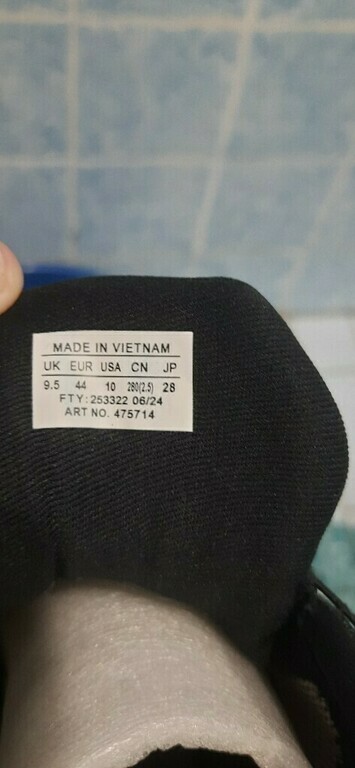 MADE IN VIETNAM
UK EUR USA CN JP
9.5 44 10 280(2.5) 28
FTY: 253322 06/24
ART NO. 475714